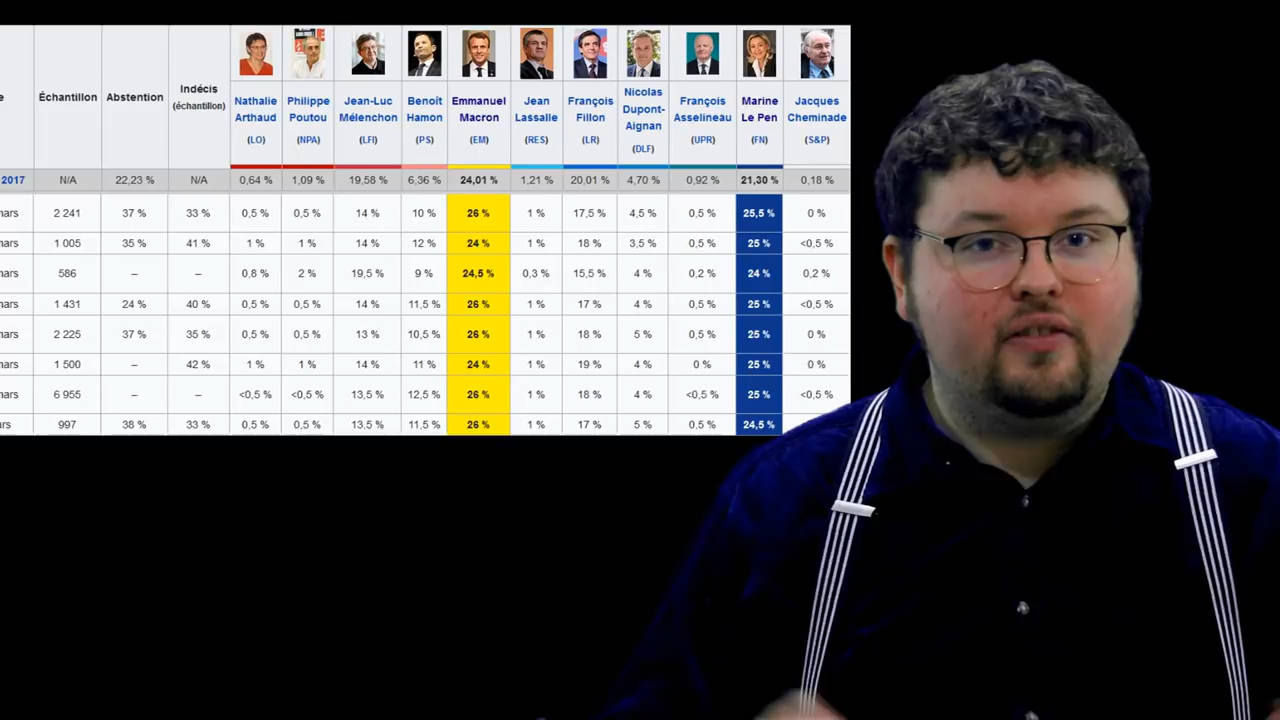 e Échantillon Abstention Indécis (échantillon) Nathalie Arthaud (LO) Philippe Poutou (NPA) Jean-Luc Mélenchon (LFI) Benoît Hamon (PS) Emmanuel Macron (EM) Jean Lassalle (RES) François Fillon (LR) Nicolas Dupont-Aignan (DLF) François Asselineau (UPR) Marine Le Pen (FN) Jacques Cheminade (S&P)
2017 N/A 22,23 % N/A 0,64 % 1,09 % 19,58 % 6,36 % 24,01 % 1,21 % 20,01 % 4,70 % 0,92 % 21,30 % 0,18 %
mars 2 241 37 % 33 % 0,5 % 0,5 % 14 % 10 % 26 % 1 % 17,5 % 4,5 % 0,5 % 25,5 % 0 %
mars 1 005 35 % 41 % 1 % 1 % 14 % 12 % 24 % 1 % 18 % 3,5 % 0,5 % 25 % <0,5 %
mars 586 – – 0,8 % 2 % 19,5 % 9 % 24,5 % 0,3 % 15,5 % 4 % 0,2 % 24 % 0,2 %
mars 1 431 24 % 40 % 0,5 % 0,5 % 14 % 11,5 % 26 % 1 % 17 % 4 % 0,5 % 25 % <0,5 %
mars 2 225 37 % 35 % 0,5 % 0,5 % 13 % 10,5 % 26 % 1 % 18 % 5 % 0,5 % 25 % 0 %
mars 1 500 – 42 % 1 % 1 % 14 % 11 % 24 % 1 % 19 % 4 % 0 % 25 % 0 %
mars 6 955 – – <0,5 % <0,5 % 13,5 % 12,5 % 26 % 1 % 18 % 4 % <0,5 % 25 % <0,5 %
rs 997 38 % 33 % 0,5 % 0,5 % 13,5 % 11,5 % 26 % 1 % 17 % 5 % 0,5 % 24,5 % 0 %